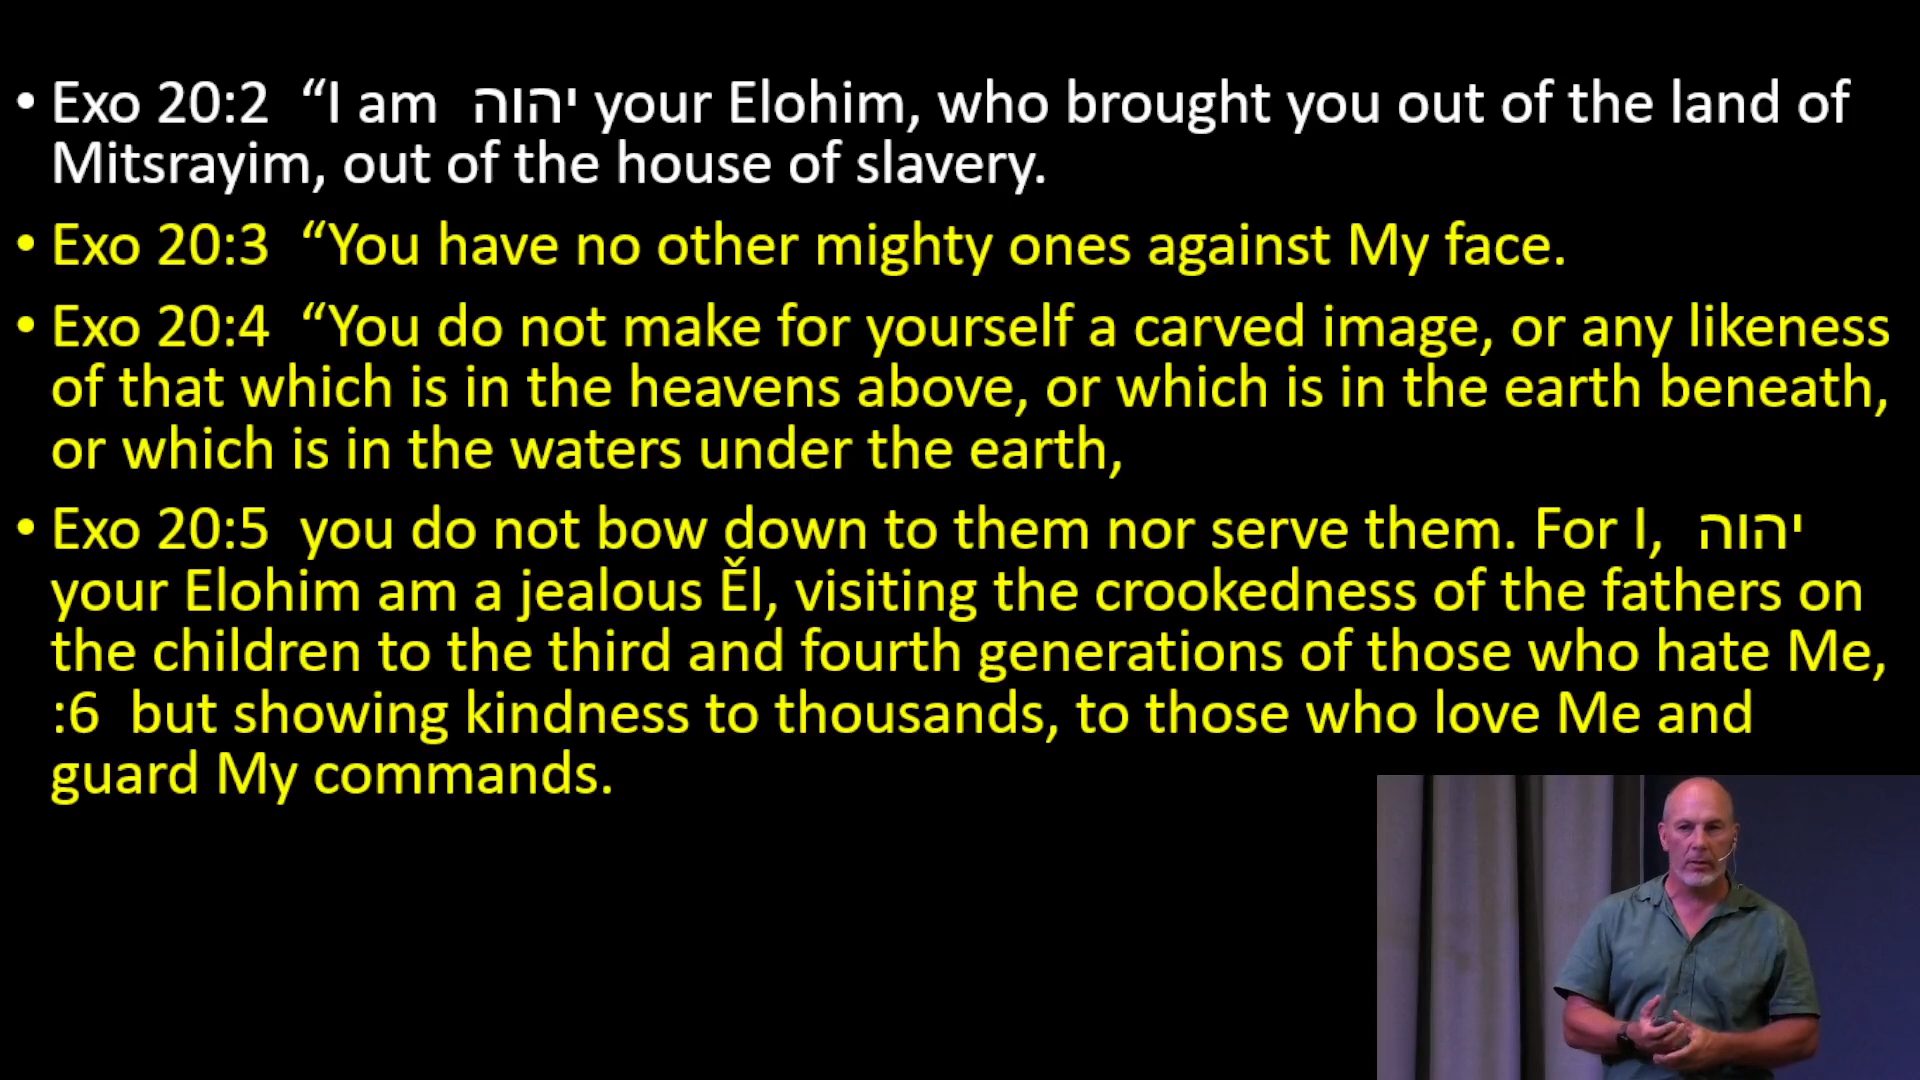 • Exo 20:2  “I am  יהוה your Elohim, who brought you out of the land of
Mitsrayim, out of the house of slavery.
• Exo 20:3  “You have no other mighty ones against My face.
• Exo 20:4  “You do not make for yourself a carved image, or any likeness
of that which is in the heavens above, or which is in the earth beneath,
or which is in the waters under the earth,
• Exo 20:5  you do not bow down to them nor serve them. For I,  יהוה
your Elohim am a jealous Ěl, visiting the crookedness of the fathers on
the children to the third and fourth generations of those who hate Me,
:6  but showing kindness to thousands, to those who love Me and
guard My commands.